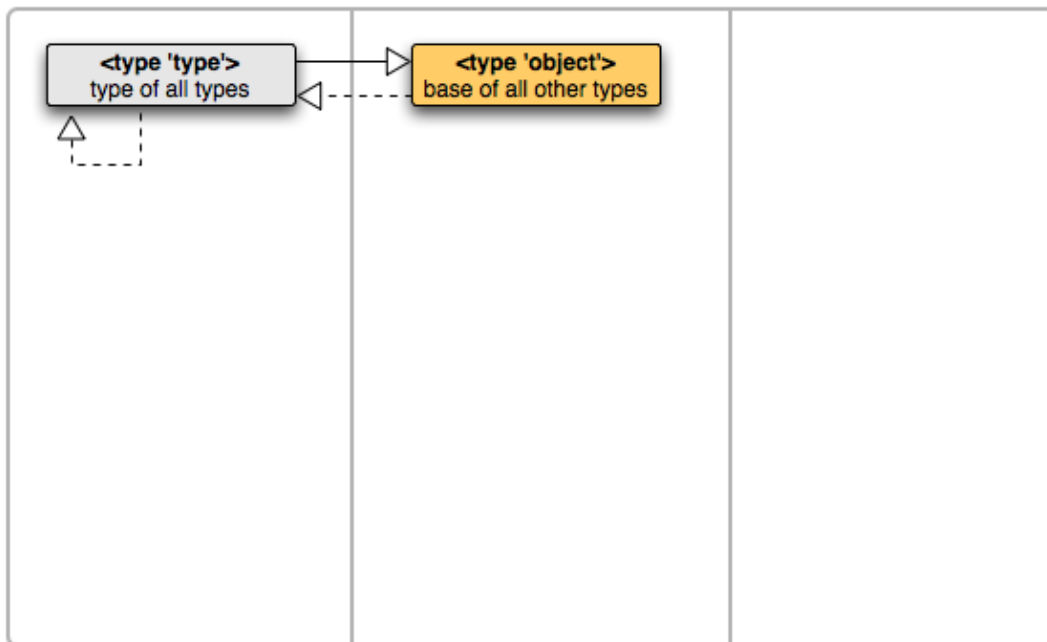 <type 'type'>
type of all types
<type 'object'>
base of all other types